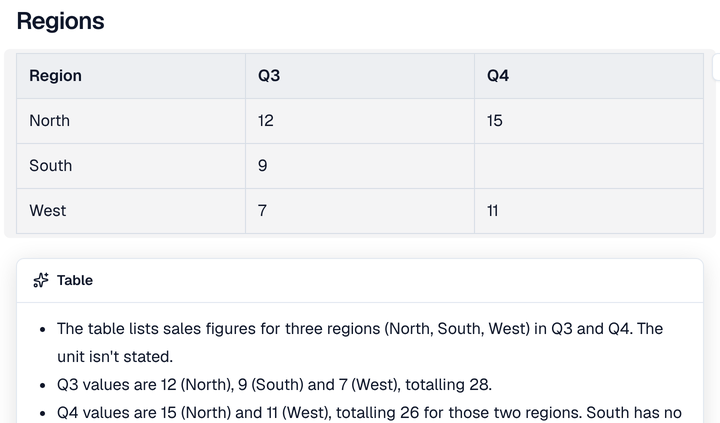 Regions
Region Q3 Q4
North 12 15
South 9
West 7 11
Table
• The table lists sales figures for three regions (North, South, West) in Q3 and Q4. The
unit isn't stated.
• Q3 values are 12 (North), 9 (South) and 7 (West), totalling 28.
• Q4 values are 15 (North) and 11 (West), totalling 26 for those two regions. South has no